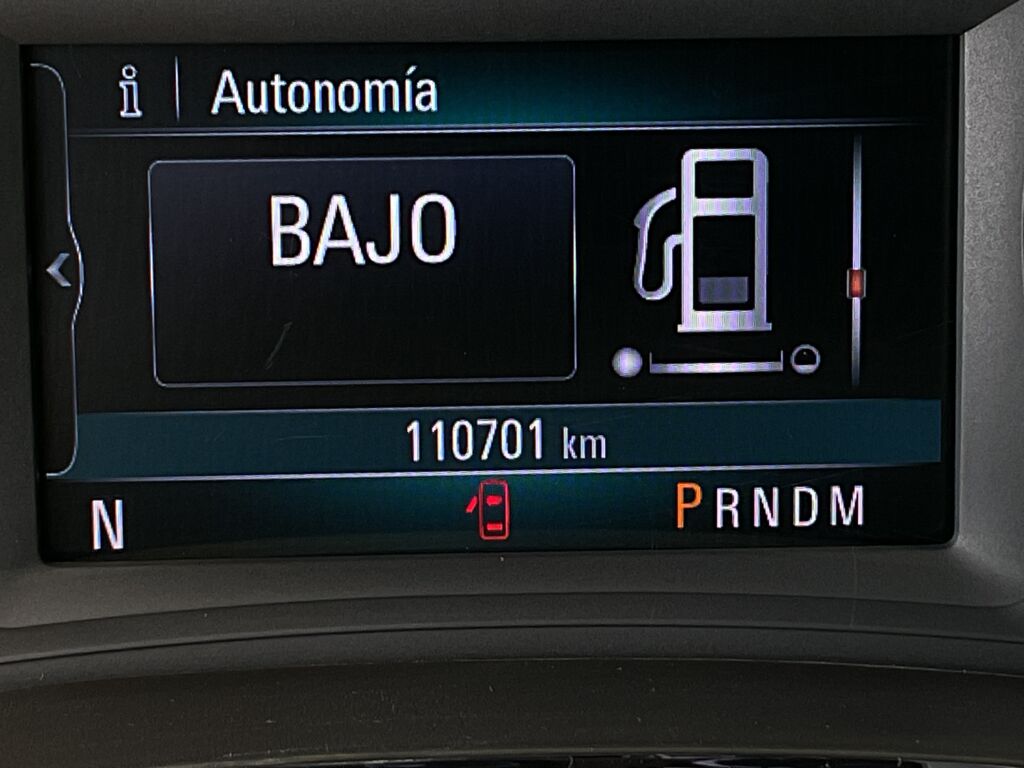 Autonomía
BAJO
110701 km
N
PRNDM